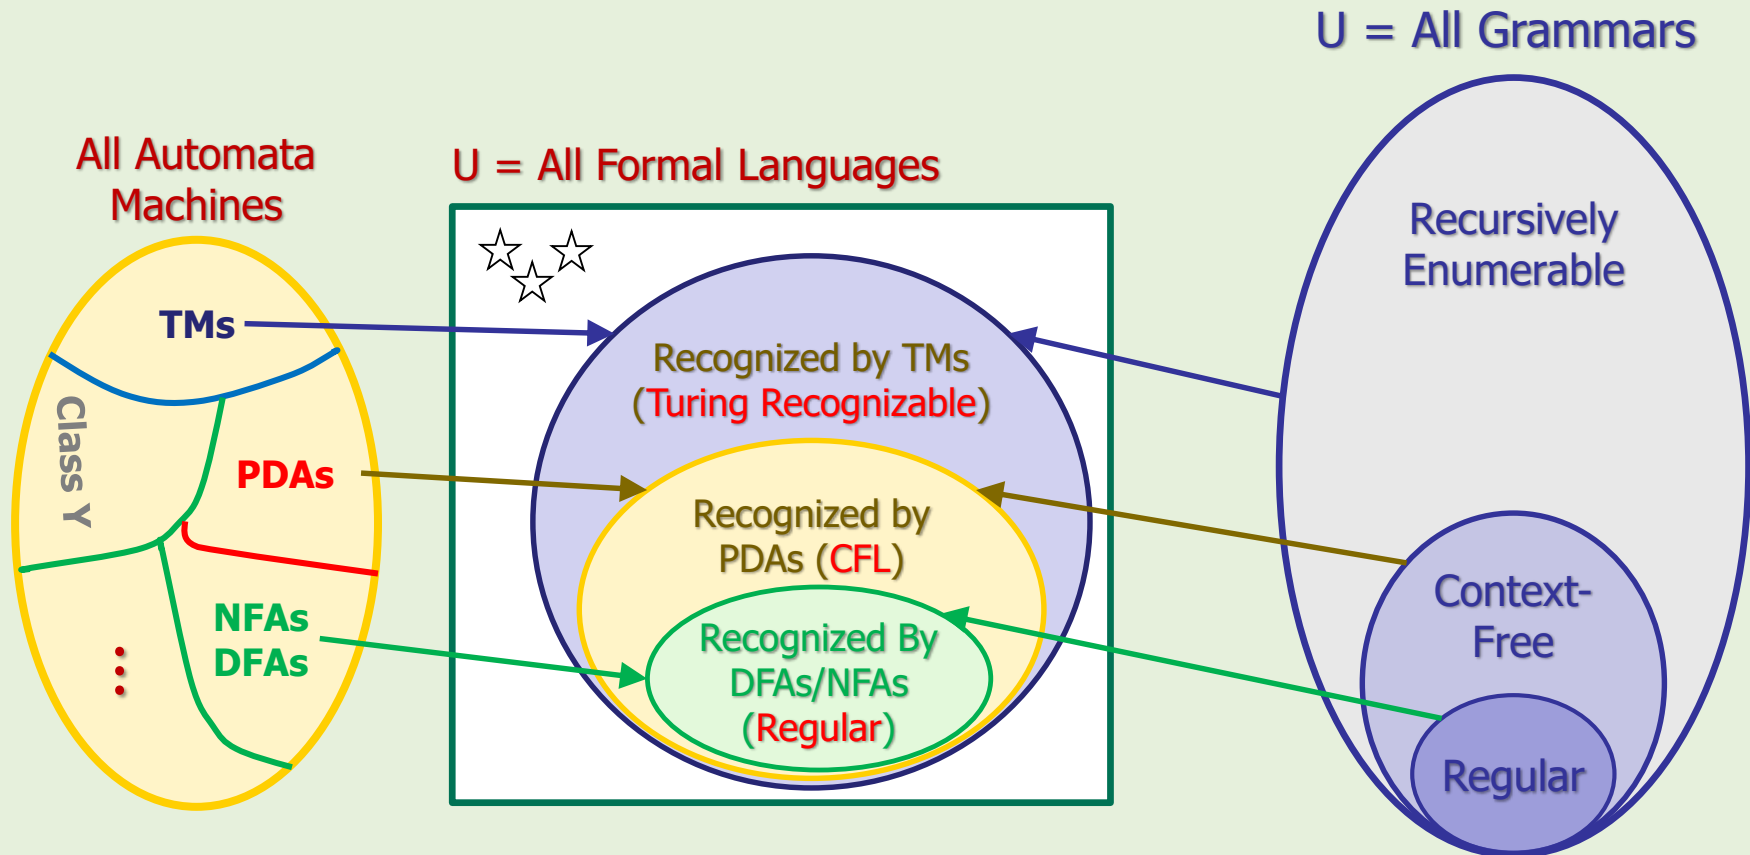 U = All Grammars
All Automata
Machines
U = All Formal Languages
TMs
Class Y
PDAs
NFAs
DFAs
⋮
Recognized by TMs
(Turing Recognizable)
Recognized by
PDAs (CFL)
Recognized By
DFAs/NFAs
(Regular)
Recursively
Enumerable
Context-
Free
Regular